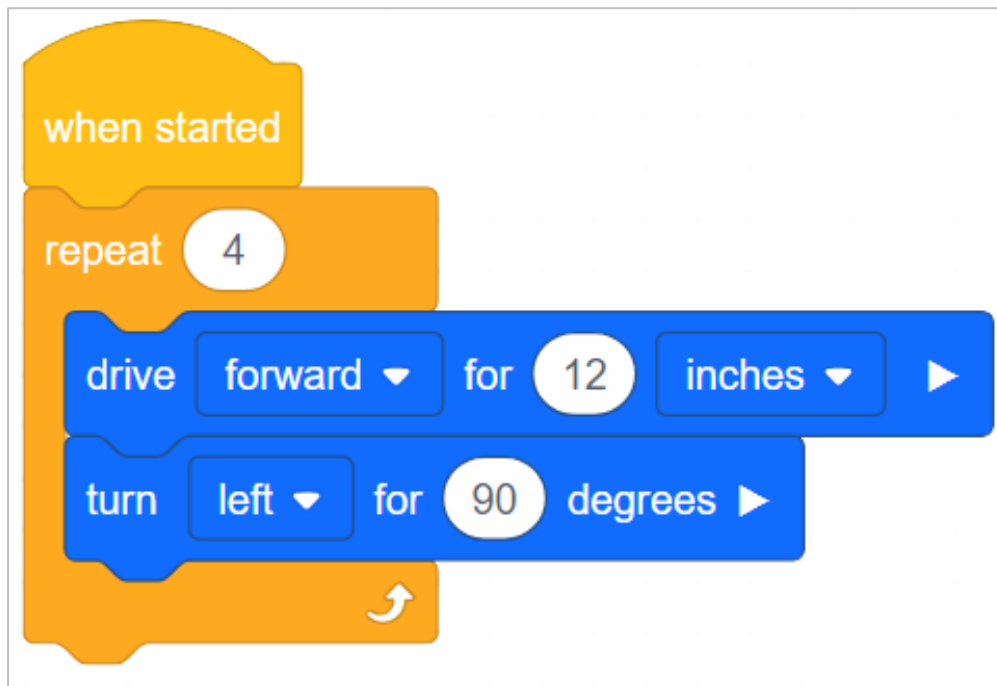 when started
repeat 4
drive forward for 12 inches
turn left for 90 degrees